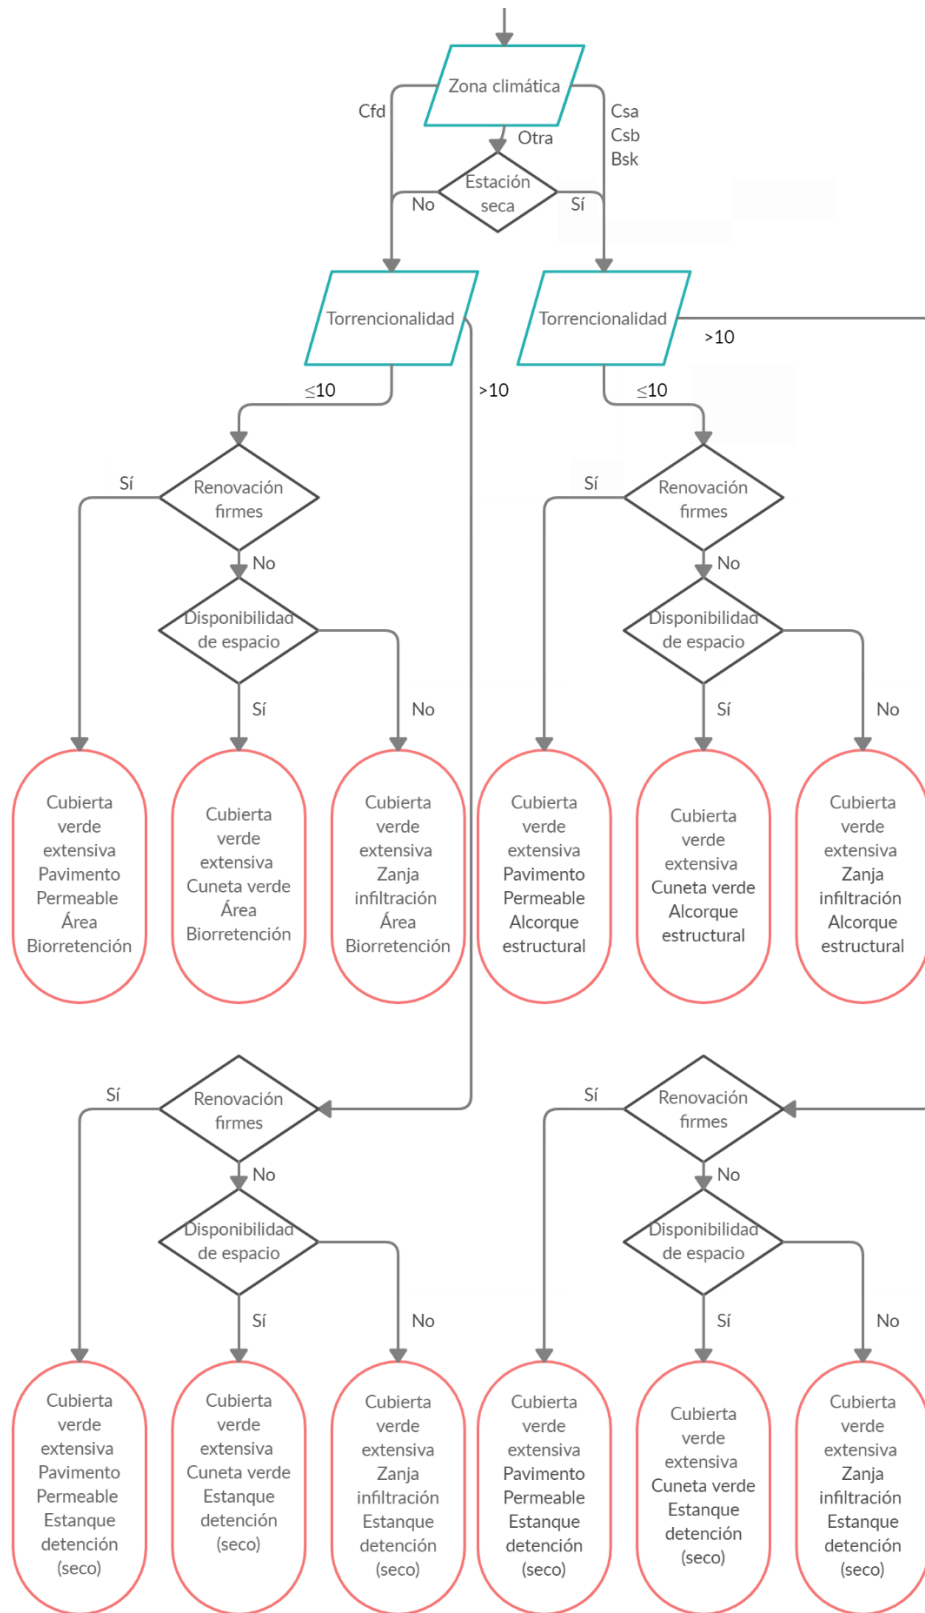 Zona climática
Cfd
Csa
Csb
Bsk
Otra
Estación
seca
No
Sí
Torrencionalidad
Torrencionalidad
>10
≤10
>10
≤10
Renovación
firmes
Sí
No
Renovación
firmes
Sí
No
Disponibilidad
de espacio
Sí
No
Disponibilidad
de espacio
Sí
No
Cubierta
verde
extensiva
Pavimento
Permeable
Área
Biorretención
Cubierta
verde
extensiva
Cuneta verde
Área
Biorretención
Cubierta
verde
extensiva
Zanja
infiltración
Área
Biorretención
Cubierta
verde
extensiva
Pavimento
Permeable
Alcorque
estructural
Cubierta
verde
extensiva
Cuneta verde
Alcorque
estructural
Cubierta
verde
extensiva
Zanja
infiltración
Alcorque
estructural
Renovación
firmes
Sí
No
Renovación
firmes
Sí
No
Disponibilidad
de espacio
Sí
No
Disponibilidad
de espacio
Sí
No
Cubierta
verde
extensiva
Pavimento
Permeable
Estanque
detención
(seco)
Cubierta
verde
extensiva
Cuneta verde
Estanque
detención
(seco)
Cubierta
verde
extensiva
Zanja
infiltración
Estanque
detención
(seco)
Cubierta
verde
extensiva
Pavimento
Permeable
Estanque
detención
(seco)
Cubierta
verde
extensiva
Cuneta verde
Estanque
detención
(seco)
Cubierta
verde
extensiva
Zanja
infiltración
Estanque
detención
(seco)